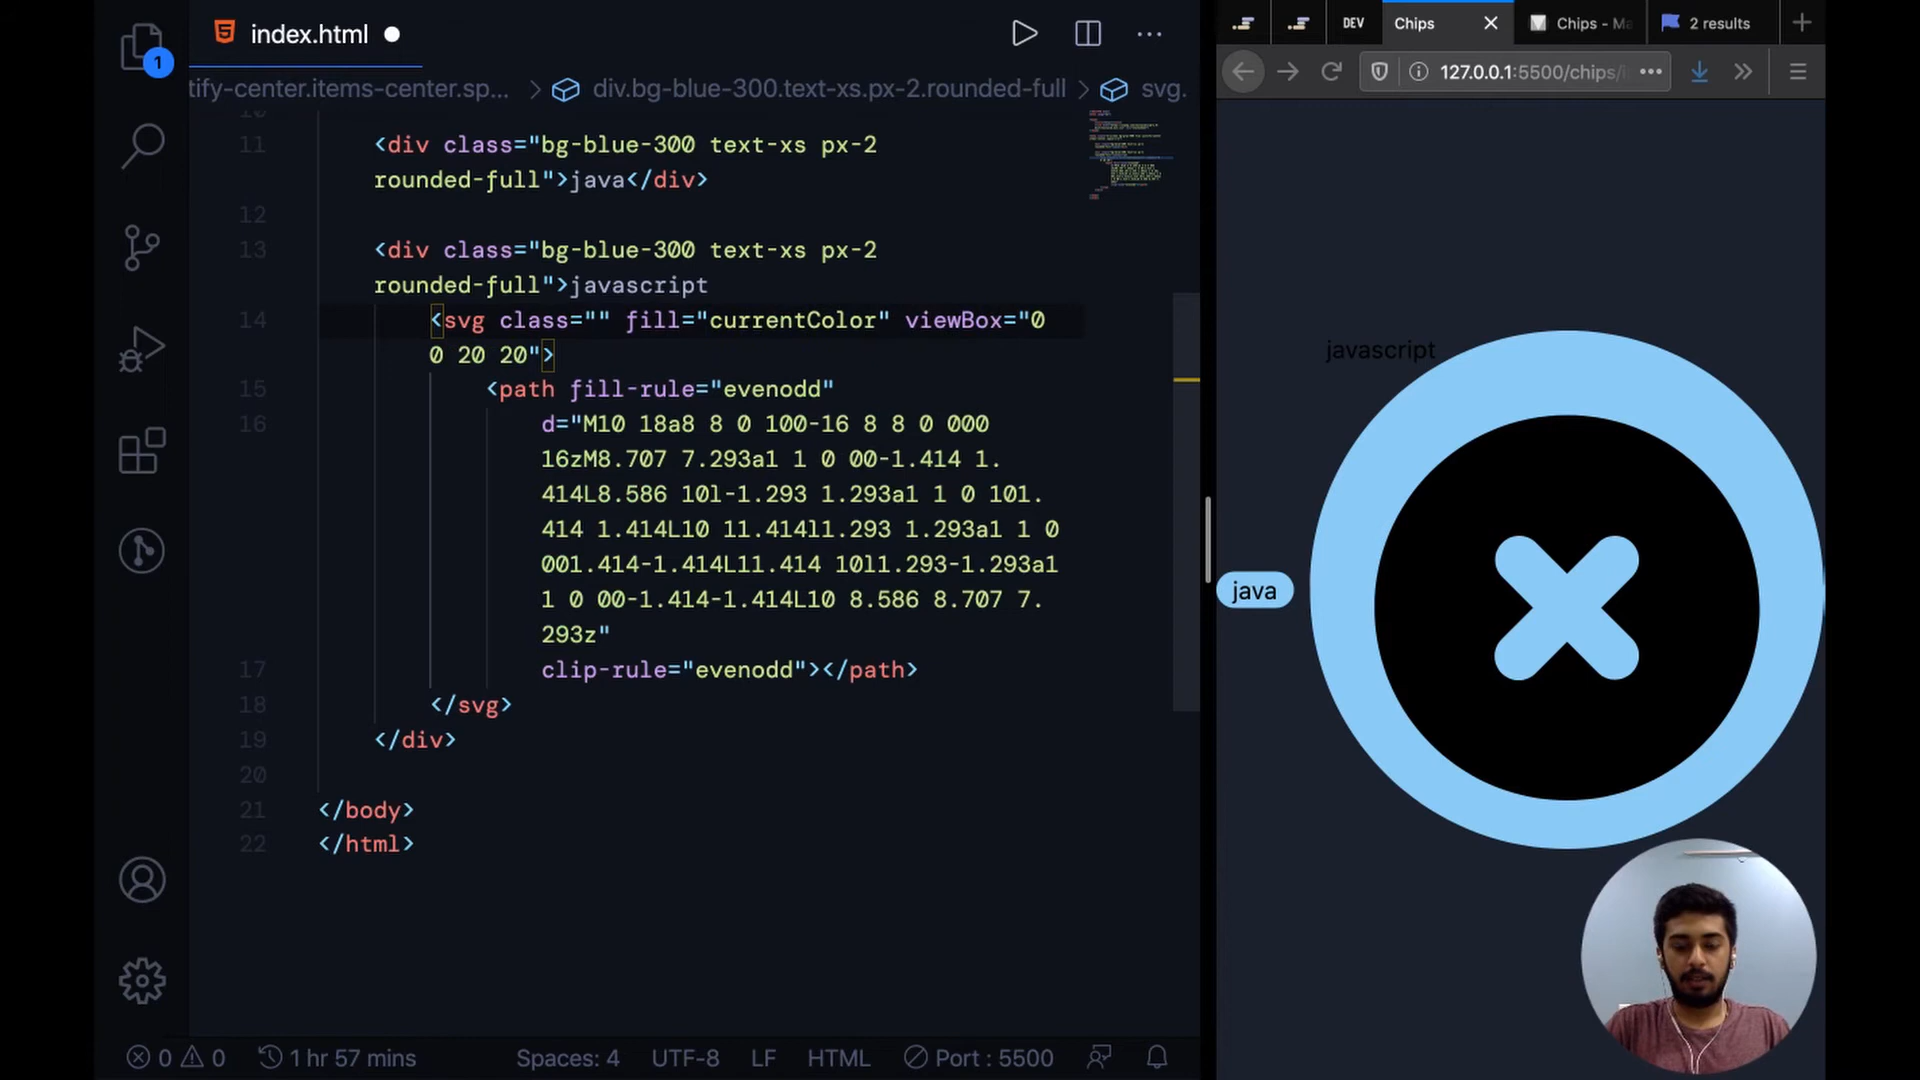 index.html
1
DEV
Chips
Chips - Ma
2 results
127.0.0.1:5500/chips/i
tify-center.items-center.sp...
div.bg-blue-300.text-xs.px-2.rounded-full
svg.
10
11 <div class="bg-blue-300 text-xs px-2
rounded-full">java</div>
12
13 <div class="bg-blue-300 text-xs px-2
rounded-full">javascript
14 <svg class="" fill="currentColor" viewBox="0
0 20 20">
15 <path fill-rule="evenodd"
16 d="M10 18a8 8 0 100-16 8 8 0 000
16zM8.707 7.293a1 1 0 00-1.414 1.
414L8.586 10l-1.293 1.293a1 1 0 101.
414 1.414L10 11.414l1.293 1.293a1 1 0
001.414-1.414L11.414 10l1.293-1.293a1
1 0 00-1.414-1.414L10 8.586 8.707 7.
293z"
17 clip-rule="evenodd"></path>
18 </svg>
19 </div>
20
21 </body>
22 </html>
javascript
java
0
0
1 hr 57 mins
Spaces: 4
UTF-8
LF
HTML
Port : 5500